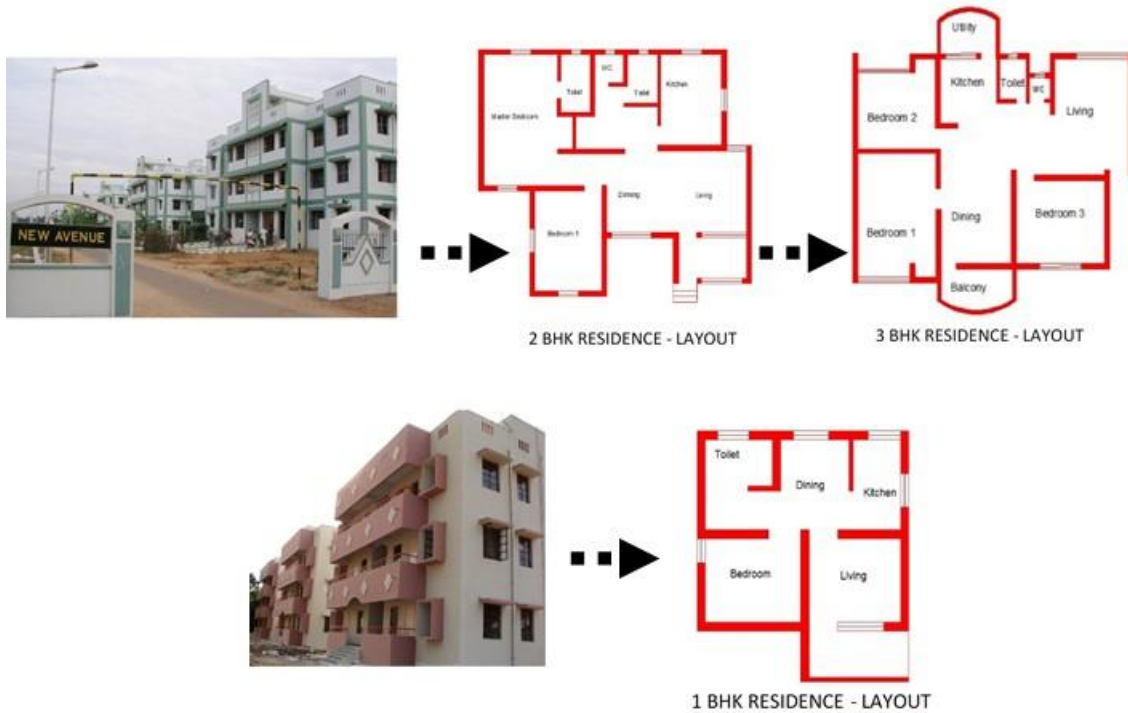 NEW AVENUE
WC
Toilet
Toilet
Kitchen
Master Bedroom
Dinning
Living
Bedroom 1
2 BHK RESIDENCE - LAYOUT
Utility
Kitchen
Toilet
WC
Living
Bedroom 2
Bedroom 1
Dining
Bedroom 3
Balcony
3 BHK RESIDENCE - LAYOUT
Toilet
Dining
Kitchen
Bedroom
Living
1 BHK RESIDENCE - LAYOUT